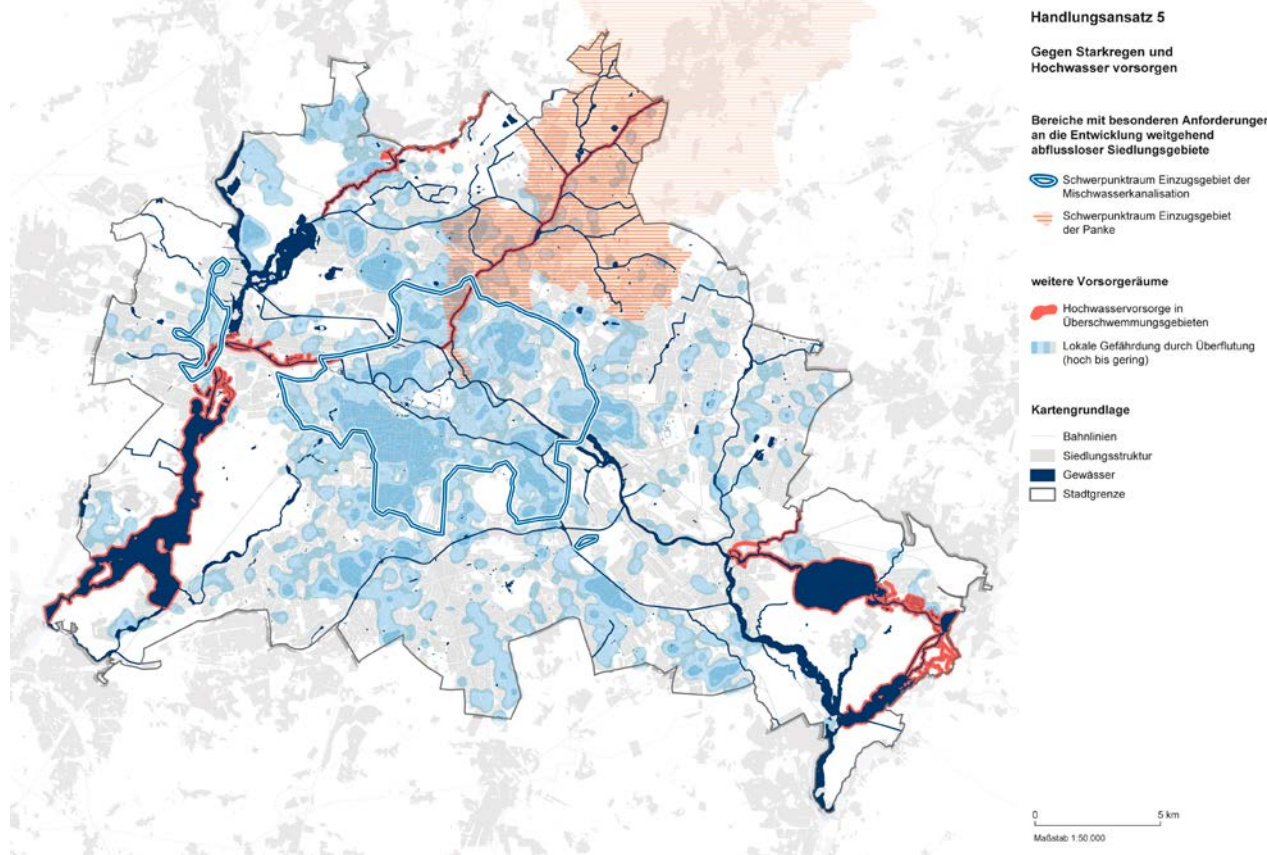 Handlungsansatz 5
Gegen Starkregen und
Hochwasser vorsorgen
Bereiche mit besonderen Anforderungen
an die Entwicklung weitgehend
abflussloser Siedlungsgebiete
Schwerpunktraum Einzugsgebiet der
Mischwasserkanalisation
Schwerpunktraum Einzugsgebiet
der Panke
weitere Vorsorgeräume
Hochwasservorsorge in
Überschwemmungsgebieten
Lokale Gefährdung durch Überflutung
(hoch bis gering)
Kartengrundlage
Bahnlinien
Siedlungsstruktur
Gewässer
Stadtgrenze
0 5 km
Maßstab 1:50.000